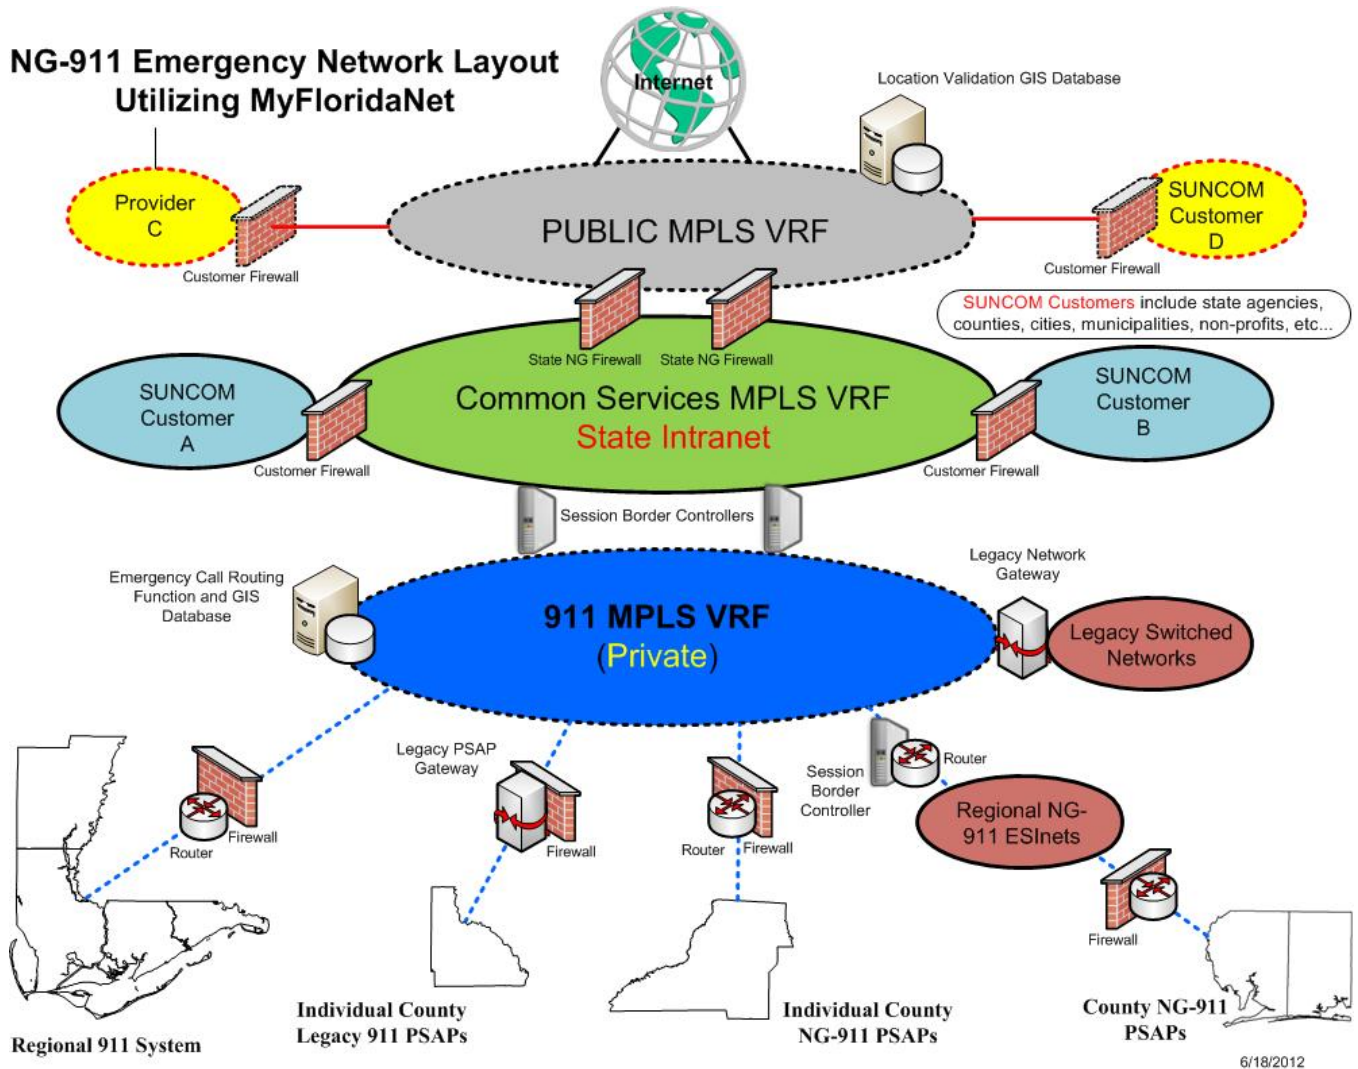 NG-911 Emergency Network Layout
Utilizing MyFloridaNet
Internet
Location Validation GIS Database
Provider
C
Customer Firewall
PUBLIC MPLS VRF
SUNCOM
Customer
D
Customer Firewall
SUNCOM Customers include state agencies,
counties, cities, municipalities, non-profits, etc...
State NG Firewall
State NG Firewall
SUNCOM
Customer
A
Customer Firewall
Common Services MPLS VRF
State Intranet
SUNCOM
Customer
B
Customer Firewall
Session Border Controllers
Emergency Call Routing
Function and GIS
Database
911 MPLS VRF
(Private)
Legacy Network
Gateway
Legacy Switched
Networks
Router
Firewall
Legacy PSAP
Gateway
Firewall
Router
Firewall
Session
Border
Controller
Router
Regional NG-
911 ESInets
Firewall
Regional 911 System
Individual County
Legacy 911 PSAPs
Individual County
NG-911 PSAPs
County NG-911
PSAPs
6/18/2012